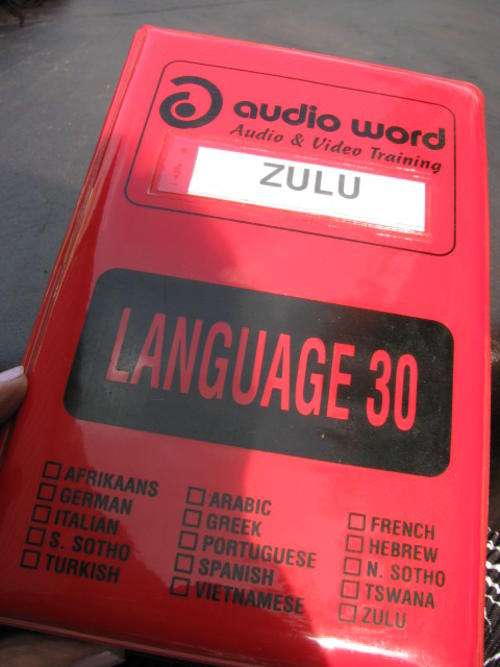 audio word
Audio & Video Training
ZULU
LANGUAGE 30
AFRIKAANS
GERMAN
ITALIAN
S. SOTHO
TURKISH
ARABIC
GREEK
PORTUGUESE
SPANISH
VIETNAMESE
FRENCH
HEBREW
N. SOTHO
TSWANA
ZULU